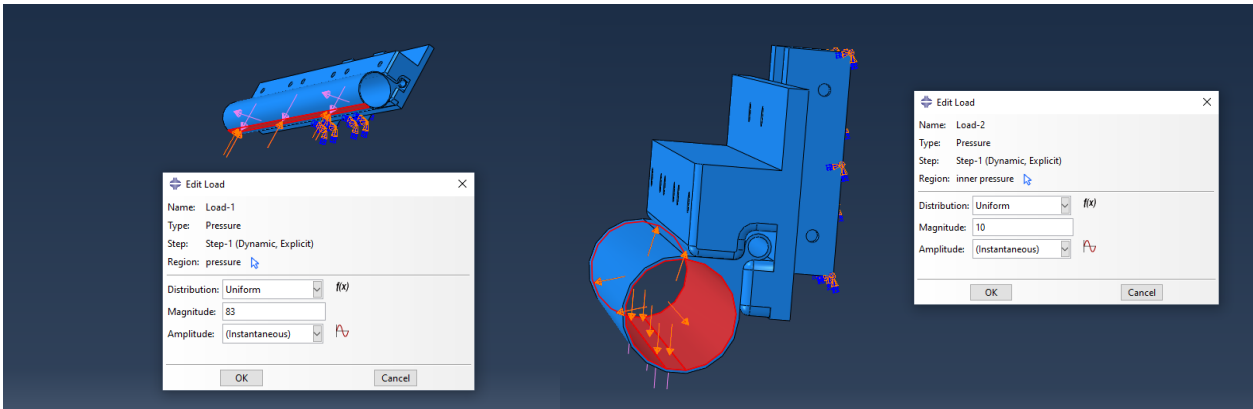 Edit Load
Name: Load-1
Type: Pressure
Step: Step-1 (Dynamic, Explicit)
Region: pressure
Distribution: Uniform f(x)
Magnitude: 83
Amplitude: (Instantaneous)
OK Cancel
Edit Load
Name: Load-2
Type: Pressure
Step: Step-1 (Dynamic, Explicit)
Region: inner pressure
Distribution: Uniform f(x)
Magnitude: 10
Amplitude: (Instantaneous)
OK Cancel